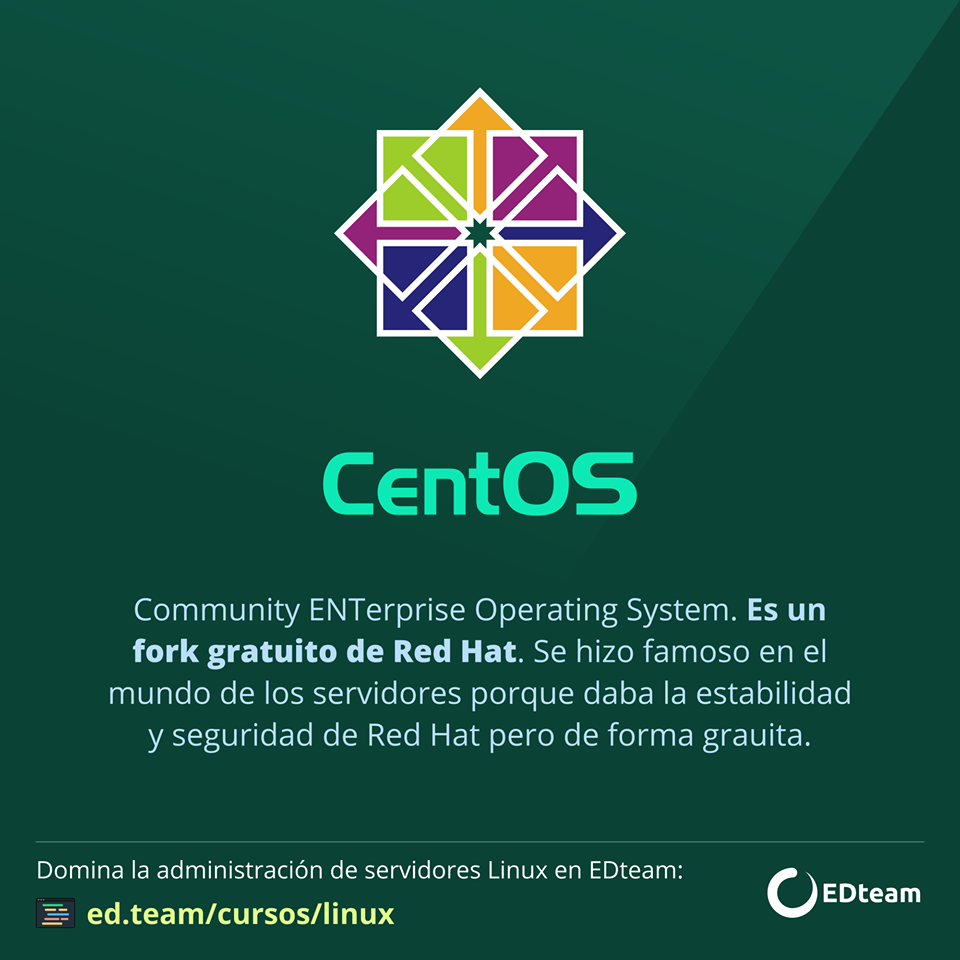 CentOS
Community ENTerprise Operating System. Es un
fork gratuito de Red Hat. Se hizo famoso en el
mundo de los servidores porque daba la estabilidad
y seguridad de Red Hat pero de forma grauita.
Domina la administración de servidores Linux en EDteam:
ed.team/cursos/linux
EDteam